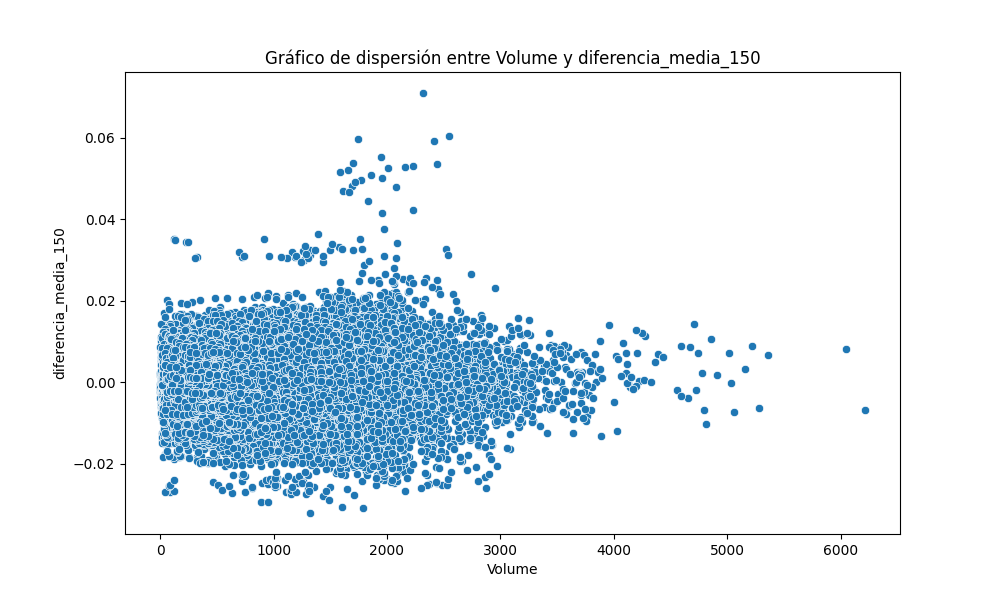 Gráfico de dispersión entre Volume y diferencia_media_150
0.06
0.04
0.02
0.00
−0.02
diferencia_media_150
0 1000 2000 3000 4000 5000 6000
Volume